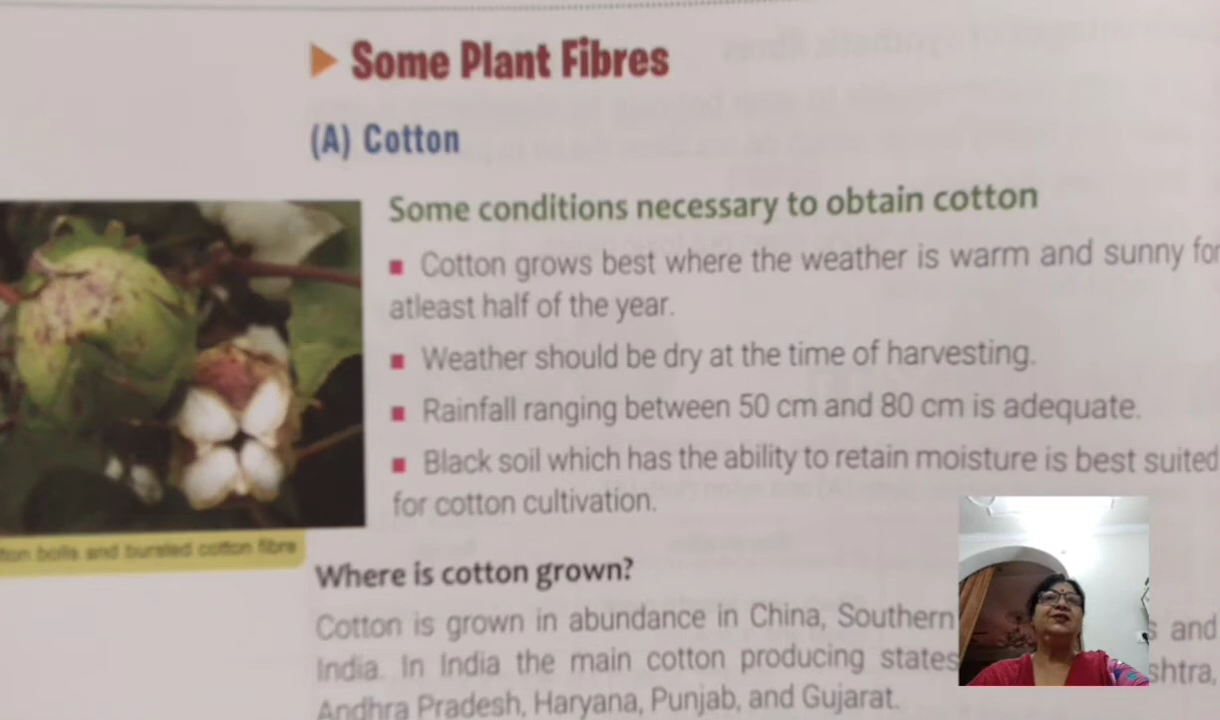 Some Plant Fibres
(A) Cotton
Some conditions necessary to obtain cotton
Cotton grows best where the weather is warm and sunny for
atleast half of the year.
Weather should be dry at the time of harvesting.
Rainfall ranging between 50 cm and 80 cm is adequate.
Black soil which has the ability to retain moisture is best suited
for cotton cultivation.
bolls and bursted cotton fibre
Where is cotton grown?
Cotton is grown in abundance in China, Southern and
India. In India the main cotton producing states
Andhra Pradesh, Haryana, Punjab, and Gujarat.